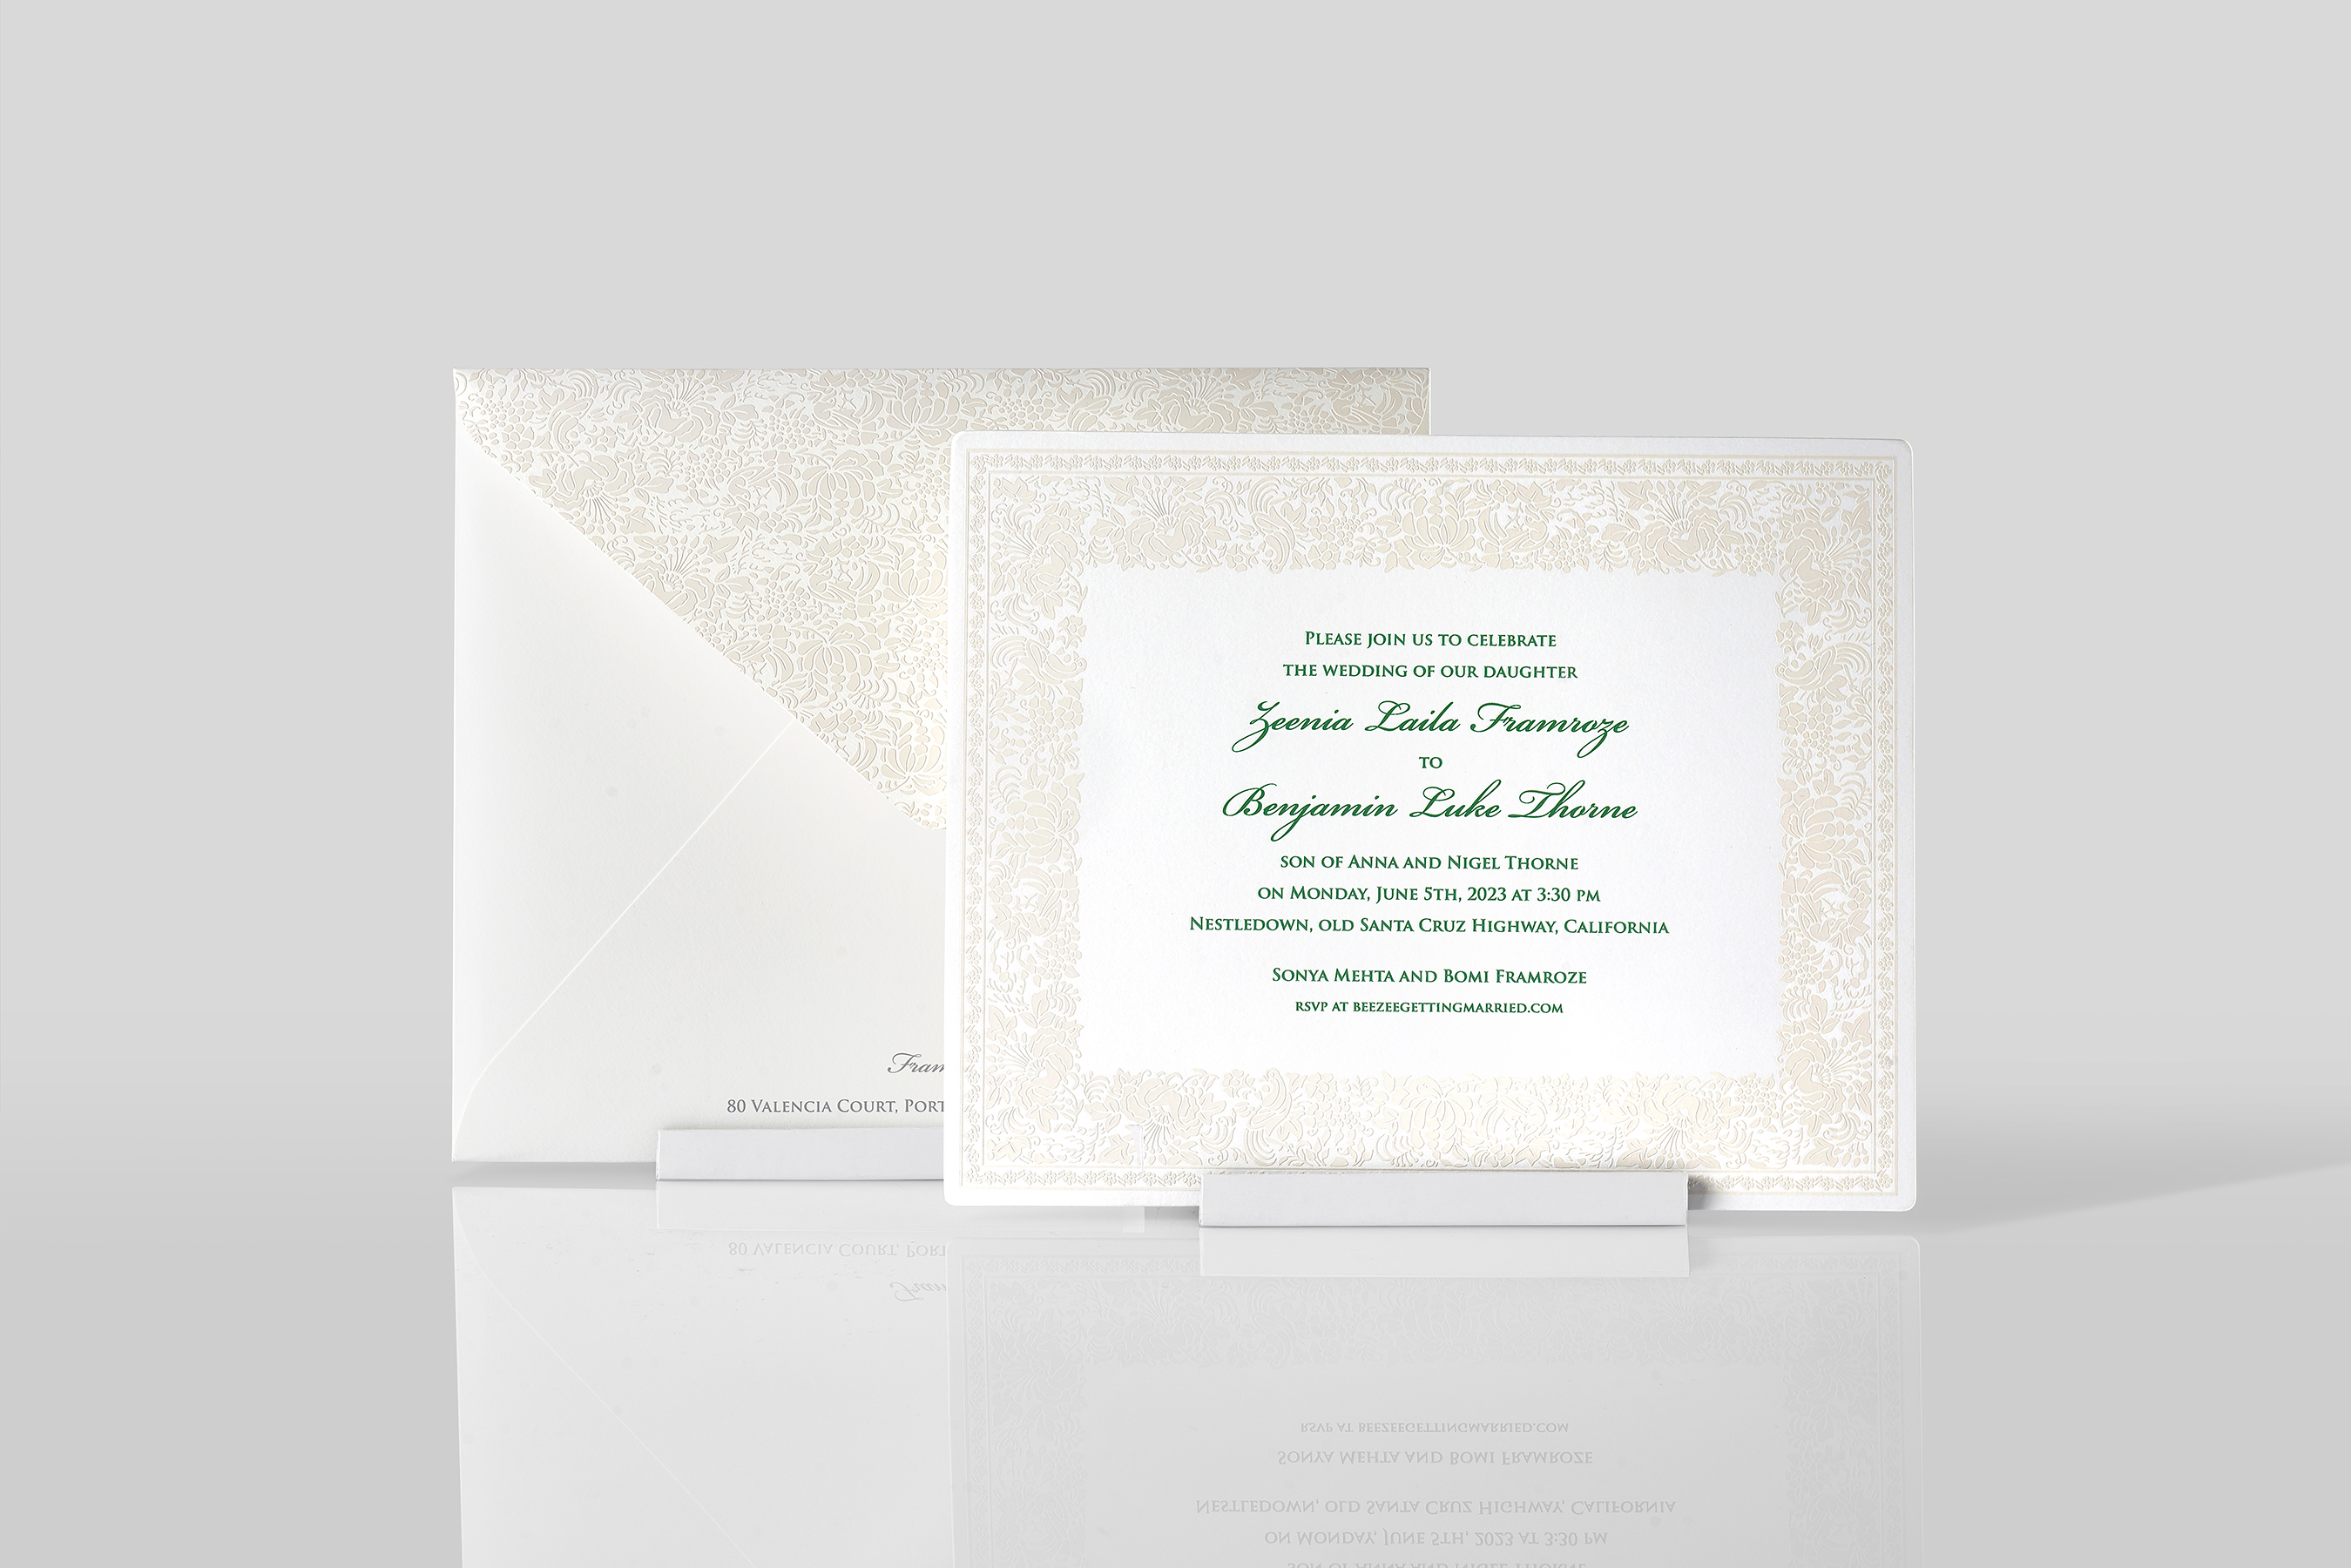 Please join us to celebrate
the wedding of our daughter
Zeenia Laila Framroze
to
Benjamin Luke Thorne
son of Anna and Nigel Thorne
on Monday, June 5th, 2023 at 3:30 pm
Nestledown, old Santa Cruz Highway, California
Sonya Mehta and Bomi Framroze
rsvp at beezeegettingmarried.com
80 Valencia Court,